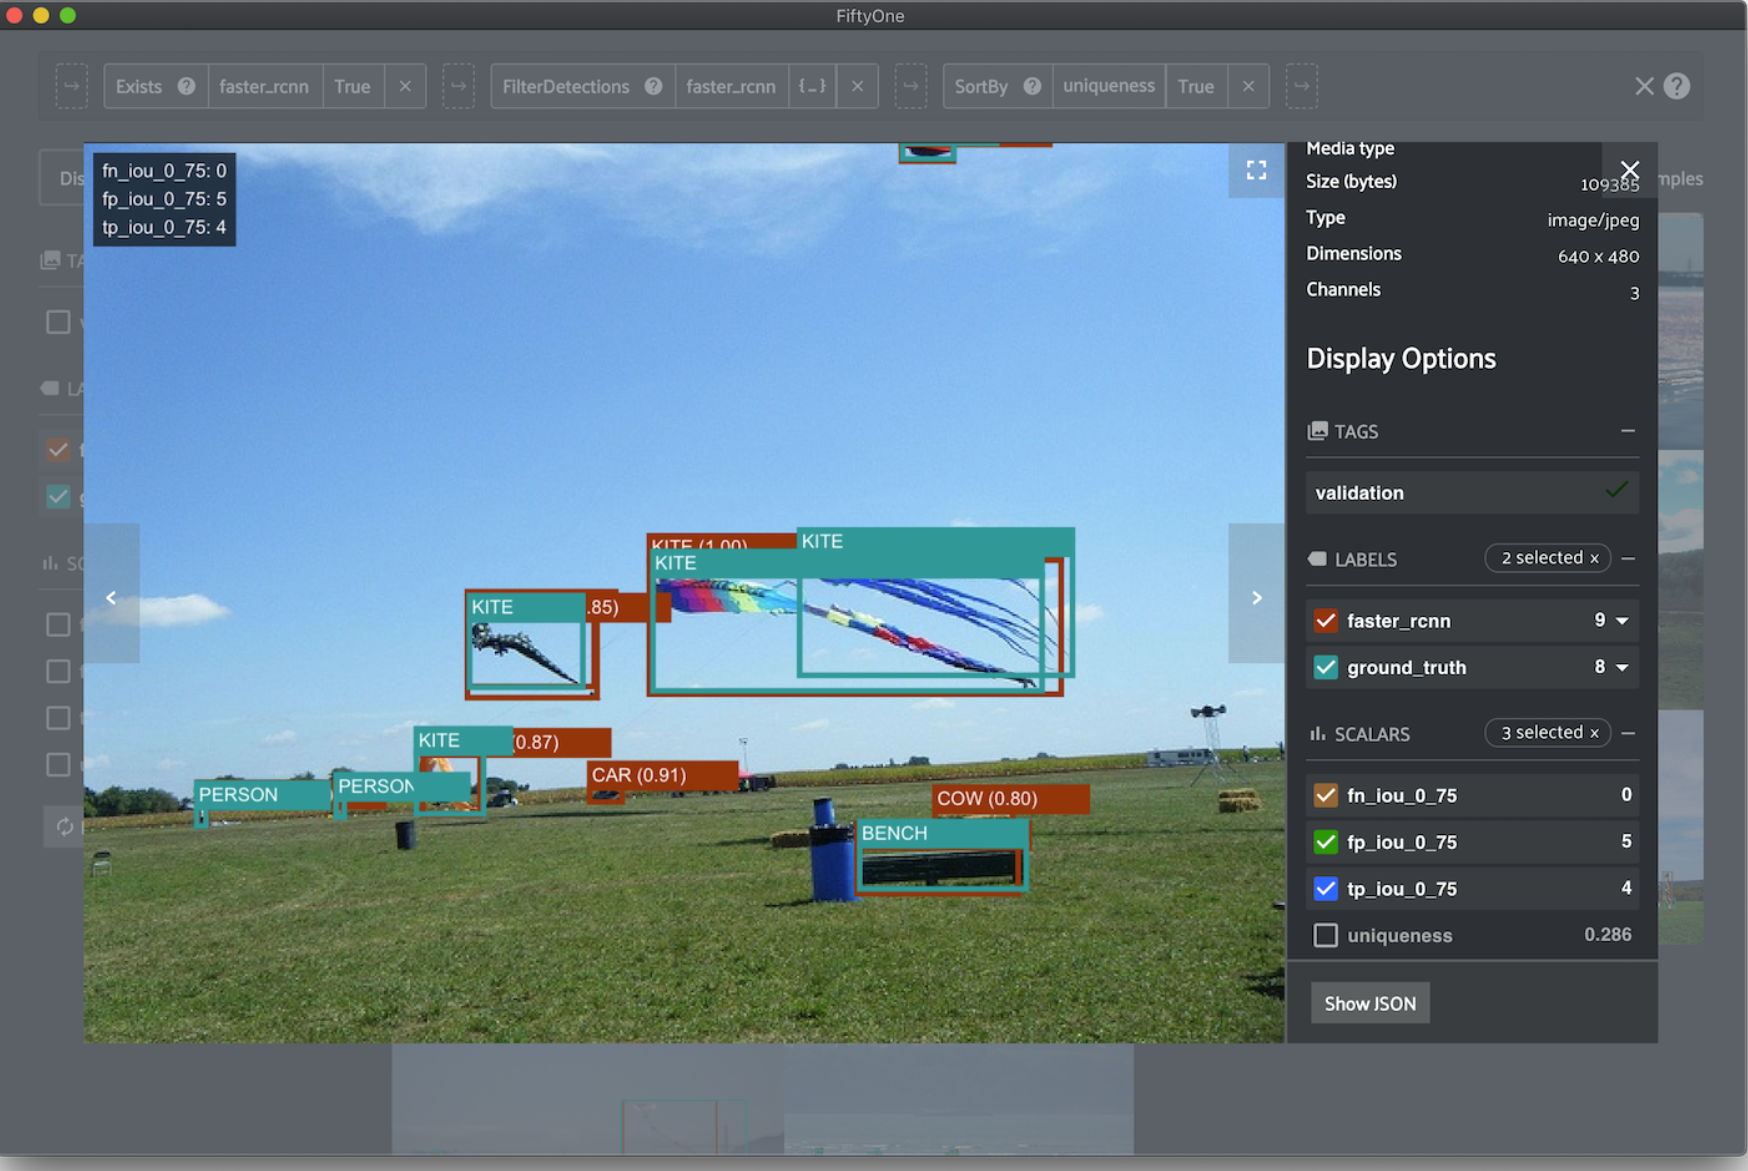 FiftyOne
Exists ? faster_rcnn True ×
FilterDetections ? faster_rcnn {…} ×
SortBy ? uniqueness True ×
× ?
fn_iou_0_75: 0
fp_iou_0_75: 5
tp_iou_0_75: 4
Media type
Size (bytes) 109385
Type image/jpeg
Dimensions 640 x 480
Channels 3
Display Options
TAGS
validation
LABELS 2 selected ×
faster_rcnn 9
ground_truth 8
SCALARS 3 selected ×
fn_iou_0_75 0
fp_iou_0_75 5
tp_iou_0_75 4
uniqueness 0.286
Show JSON
KITE (1.00)
KITE
KITE
KITE .85)
KITE (0.87)
CAR (0.91)
PERSON
PERSON
COW (0.80)
BENCH